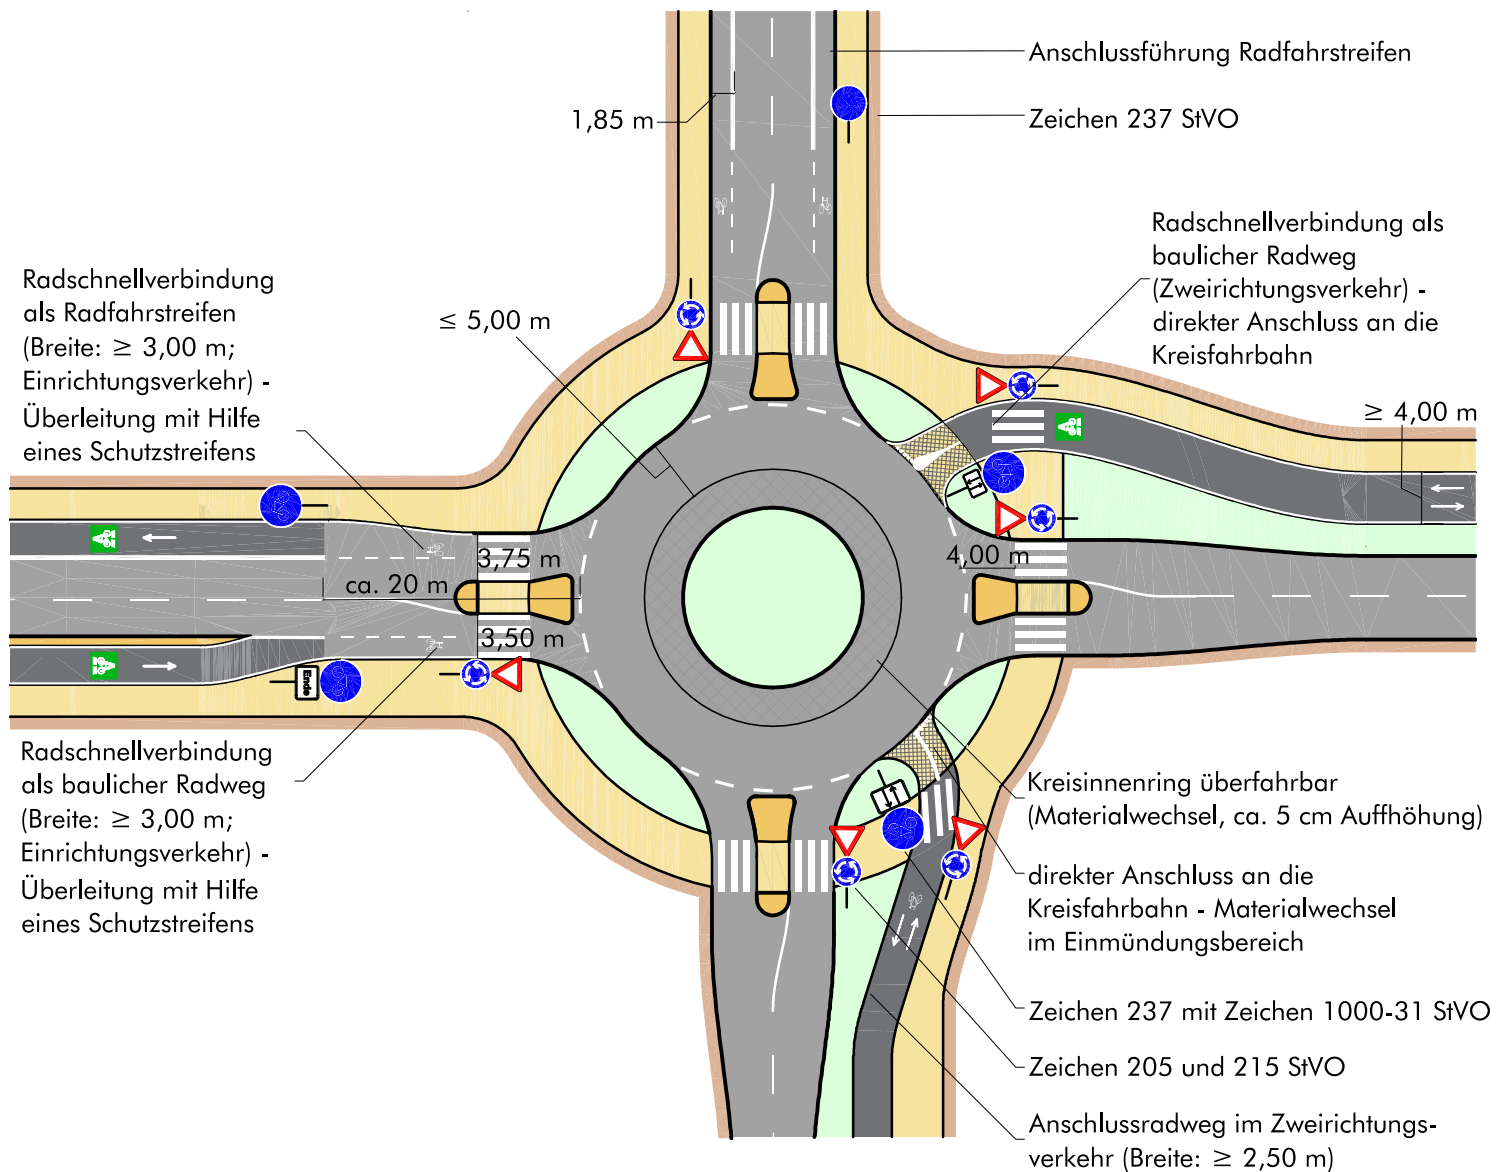 Anschlussführung Radfahrstreifen
1,85 m
Zeichen 237 StVO
Radschnellverbindung als
baulicher Radweg
(Zweirichtungsverkehr) -
direkter Anschluss an die
Kreisfahrbahn
Radschnellverbindung
als Radfahrstreifen
(Breite: ≥ 3,00 m;
Einrichtungsverkehr) -
Überleitung mit Hilfe
eines Schutzstreifens
≤ 5,00 m
≥ 4,00 m
3,75 m
4,00 m
ca. 20 m
3,50 m
Ende
Radschnellverbindung
als baulicher Radweg
(Breite: ≥ 3,00 m;
Einrichtungsverkehr) -
Überleitung mit Hilfe
eines Schutzstreifens
Kreisinnenring überfahrbar
(Materialwechsel, ca. 5 cm Auffhöhung)
direkter Anschluss an die
Kreisfahrbahn - Materialwechsel
im Einmündungsbereich
Zeichen 237 mit Zeichen 1000-31 StVO
Zeichen 205 und 215 StVO
Anschlussradweg im Zweirichtungs-
verkehr (Breite: ≥ 2,50 m)